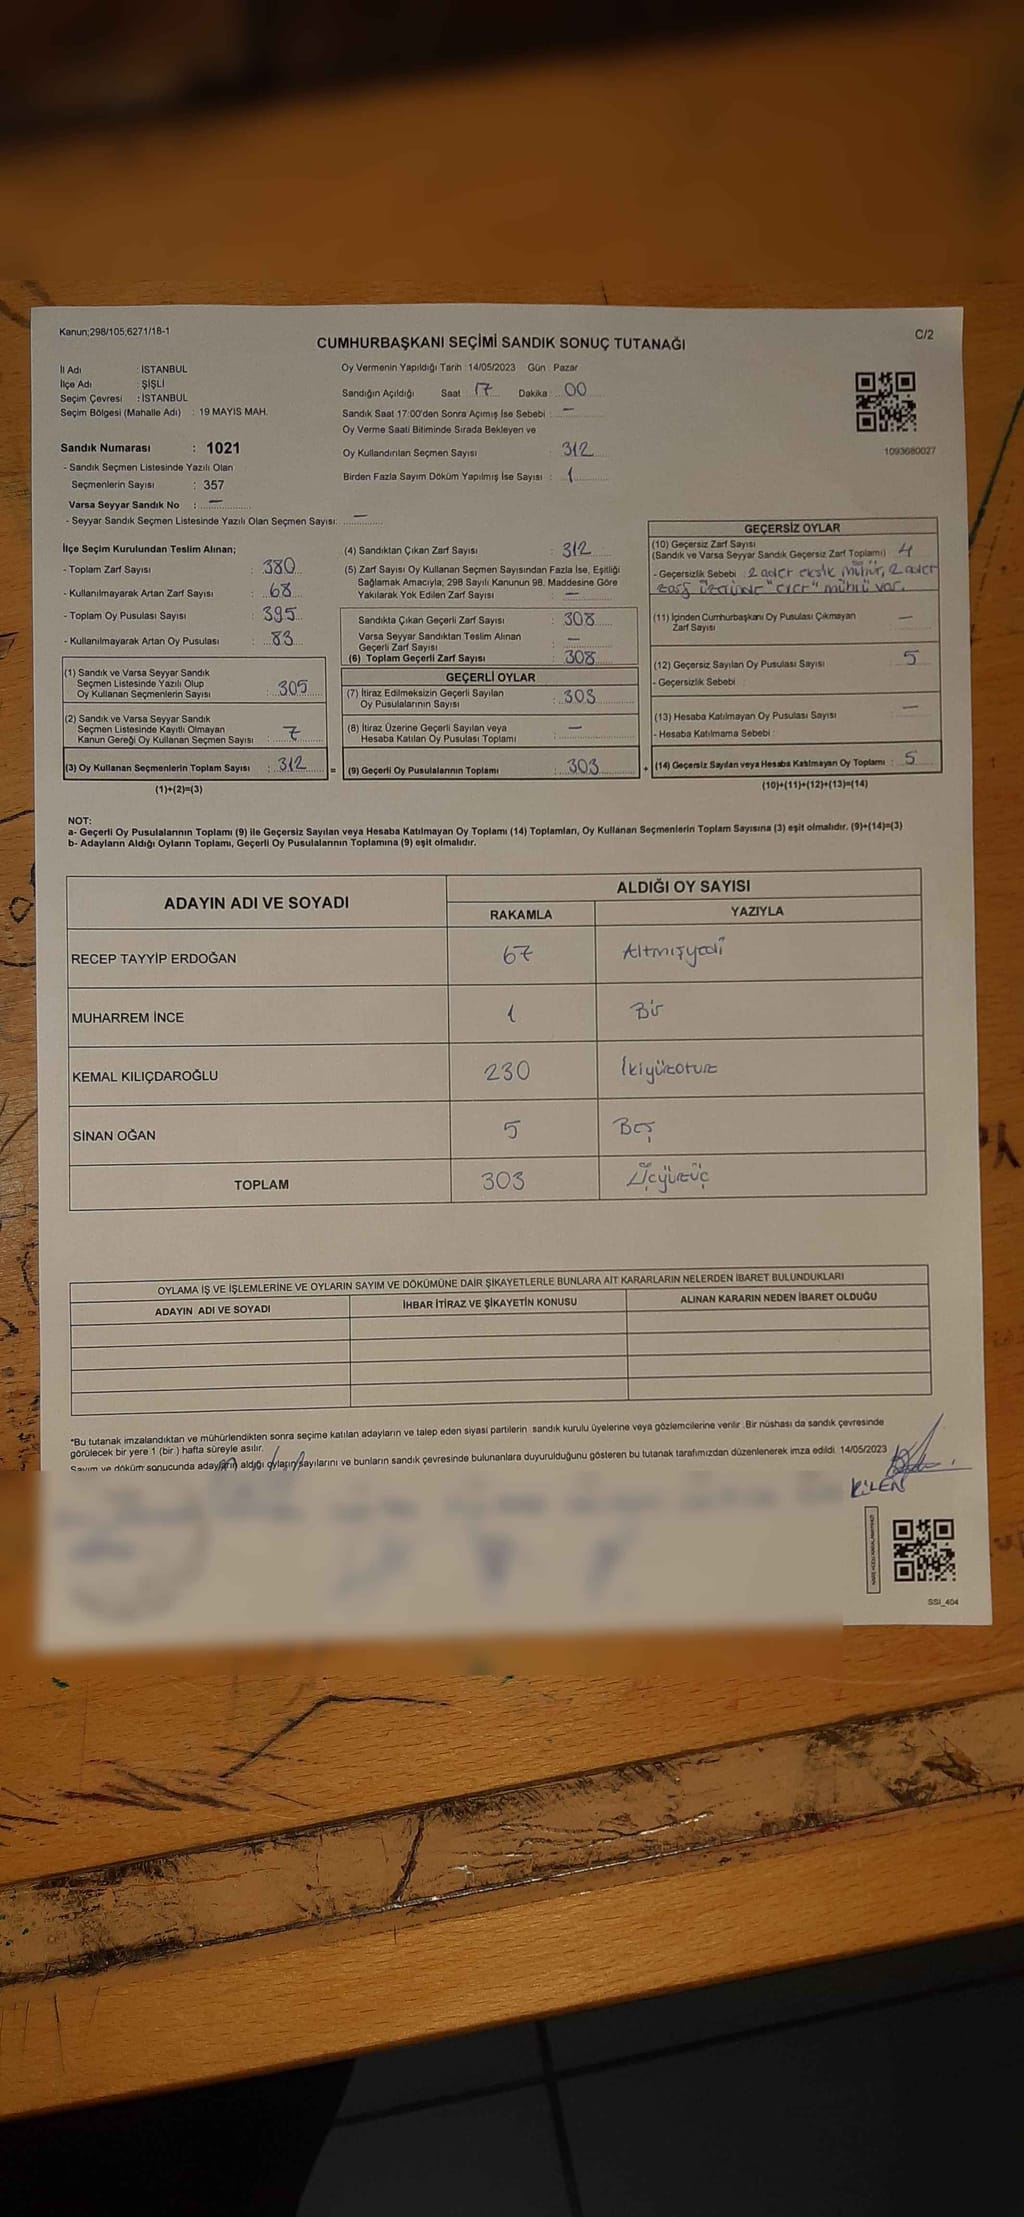 Kanun;298/105,6271/18-1
C/2
CUMHURBAŞKANI SEÇİMİ SANDIK SONUÇ TUTANAĞI
İl Adı : İSTANBUL
İlçe Adı : ŞİŞLİ
Seçim Çevresi : İSTANBUL
Seçim Bölgesi (Mahalle Adı) : 19 MAYIS MAH.
Sandık Numarası : 1021
- Sandık Seçmen Listesinde Yazılı Olan
Seçmenlerin Sayısı : 357
Varsa Seyyar Sandık No : —
- Seyyar Sandık Seçmen Listesinde Yazılı Olan Seçmen Sayısı: —
Oy Vermenin Yapıldığı Tarih :14/05/2023 Gün : Pazar
Sandığın Açıldığı Saat : 17 Dakika : 00
Sandık Saat 17:00'den Sonra Açımış İse Sebebi : —
Oy Verme Saati Bitiminde Sırada Bekleyen ve
Oy Kullandırılan Seçmen Sayısı : 312
Birden Fazla Sayım Döküm Yapılmış İse Sayısı : 1
1093680027
İlçe Seçim Kurulundan Teslim Alınan;
- Toplam Zarf Sayısı : 380
- Kullanılmayarak Artan Zarf Sayısı : 68
- Toplam Oy Pusulası Sayısı : 395
- Kullanılmayarak Artan Oy Pusulası : 83
(1) Sandık ve Varsa Seyyar Sandık
Seçmen Listesinde Yazılı Olup
Oy Kullanan Seçmenlerin Sayısı : 305
(2) Sandık ve Varsa Seyyar Sandık
Seçmen Listesinde Kayıtlı Olmayan
Kanun Gereği Oy Kullanan Seçmen Sayısı : 7
(3) Oy Kullanan Seçmenlerin Toplam Sayısı : 312 =
(1)+(2)=(3)
(4) Sandıktan Çıkan Zarf Sayısı : 312
(5) Zarf Sayısı Oy Kullanan Seçmen Sayısından Fazla İse, Eşitliği
Sağlamak Amacıyla; 298 Sayılı Kanunun 98. Maddesine Göre
Yakılarak Yok Edilen Zarf Sayısı : —
Sandıkta Çıkan Geçerli Zarf Sayısı : 308
Varsa Seyyar Sandıktan Teslim Alınan
Geçerli Zarf Sayısı : —
(6) Toplam Geçerli Zarf Sayısı : 308
GEÇERLİ OYLAR
(7) İtiraz Edilmeksizin Geçerli Sayılan
Oy Pusulalarının Sayısı : 303
(8) İtiraz Üzerine Geçerli Sayılan veya
Hesaba Katılan Oy Pusulası Toplamı : —
(9) Geçerli Oy Pusulalarının Toplamı : 303 +
GEÇERSİZ OYLAR
(10) Geçersiz Zarf Sayısı
(Sandık ve Varsa Seyyar Sandık Geçersiz Zarf Toplamı) : 4
- Geçersizlik Sebebi : 2 adet eksik mühür, 2 adet
zarf üzerinde "evet" mührü var.
(11) İçinden Cumhurbaşkanı Oy Pusulası Çıkmayan
Zarf Sayısı : —
(12) Geçersiz Sayılan Oy Pusulası Sayısı : 5
- Geçersizlik Sebebi :
(13) Hesaba Katılmayan Oy Pusulası Sayısı : —
- Hesaba Katılmama Sebebi :
(14) Geçersiz Sayılan veya Hesaba Katılmayan Oy Toplamı : 5
(10)+(11)+(12)+(13)=(14)
NOT:
a- Geçerli Oy Pusulalarının Toplamı (9) ile Geçersiz Sayılan veya Hesaba Katılmayan Oy Toplamı (14) Toplamları, Oy Kullanan Seçmenlerin Toplam Sayısına (3) eşit olmalıdır. (9)+(14)=(3)
b- Adayların Aldığı Oyların Toplamı, Geçerli Oy Pusulalarının Toplamına (9) eşit olmalıdır.
ADAYIN ADI VE SOYADI
ALDIĞI OY SAYISI
RAKAMLA YAZIYLA
RECEP TAYYİP ERDOĞAN 67 Altmışyedi
MUHARREM İNCE 1 Bir
KEMAL KILIÇDAROĞLU 230 İkiyüzotuz
SİNAN OĞAN 5 Beş
TOPLAM 303 Üçyüzüç
OYLAMA İŞ VE İŞLEMLERİNE VE OYLARIN SAYIM VE DÖKÜMÜNE DAİR ŞİKAYETLERLE BUNLARA AİT KARARLARIN NELERDEN İBARET BULUNDUKLARI
ADAYIN ADI VE SOYADI İHBAR İTİRAZ VE ŞİKAYETİN KONUSU ALINAN KARARIN NEDEN İBARET OLDUĞU
*Bu tutanak imzalandıktan ve mühürlendikten sonra seçime katılan adayların ve talep eden siyasi partilerin sandık kurulu üyelerine veya gözlemcilerine verilir .Bir nüshası da sandık çevresinde
görülecek bir yere 1 (bir ) hafta süreyle asılır.
Sayım ve döküm sonucunda adayların aldığı oyların sayılarını ve bunların sandık çevresinde bulunanlara duyurulduğunu gösteren bu tutanak tarafımızdan düzenlenerek imza edildi. 14/05/2023
SSI_404